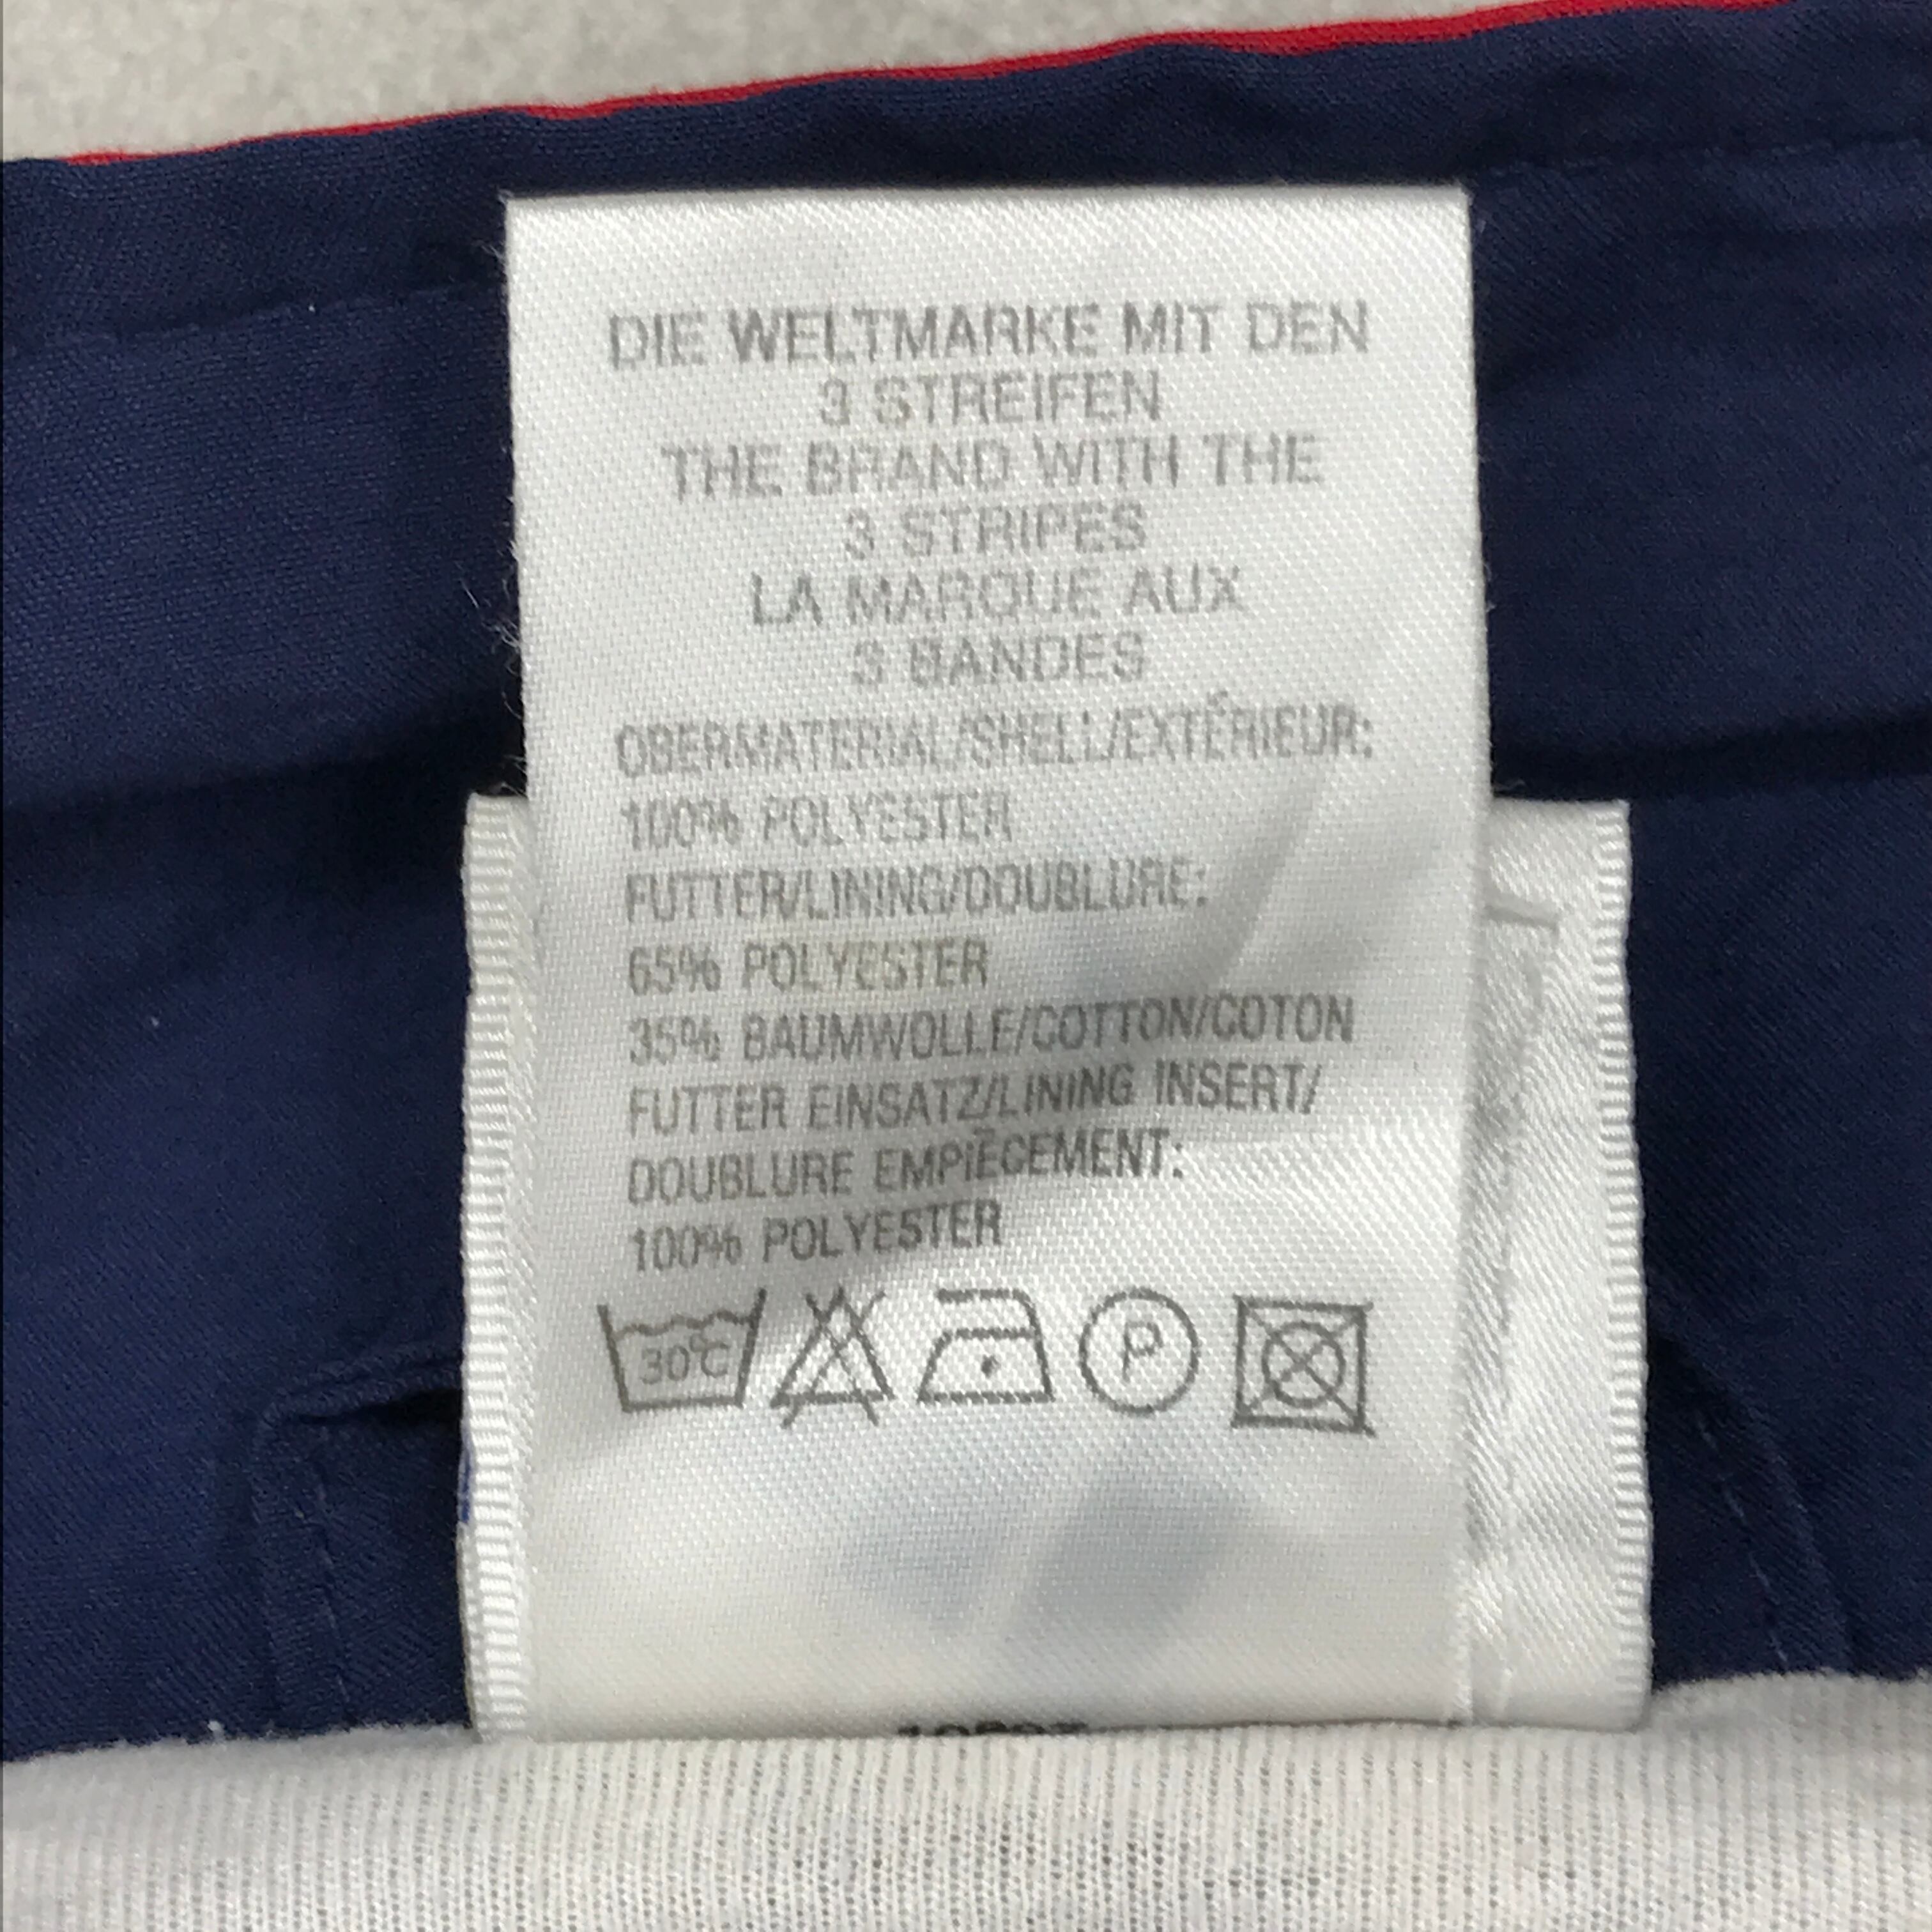 DIE WELTMARKE MIT DEN
3 STREIFEN
THE BRAND WITH THE
3 STRIPES
LA MARQUE AUX
3 BANDES
OBERMATERIAL/SHELL/EXTÉRIEUR:
100% POLYESTER
FUTTER/LINING/DOUBLURE:
65% POLYESTER
35% BAUMWOLLE/COTTON/COTON
FUTTER EINSATZ/LINING INSERT/
DOUBLURE EMPIÈCEMENT:
100% POLYESTER
30°C P